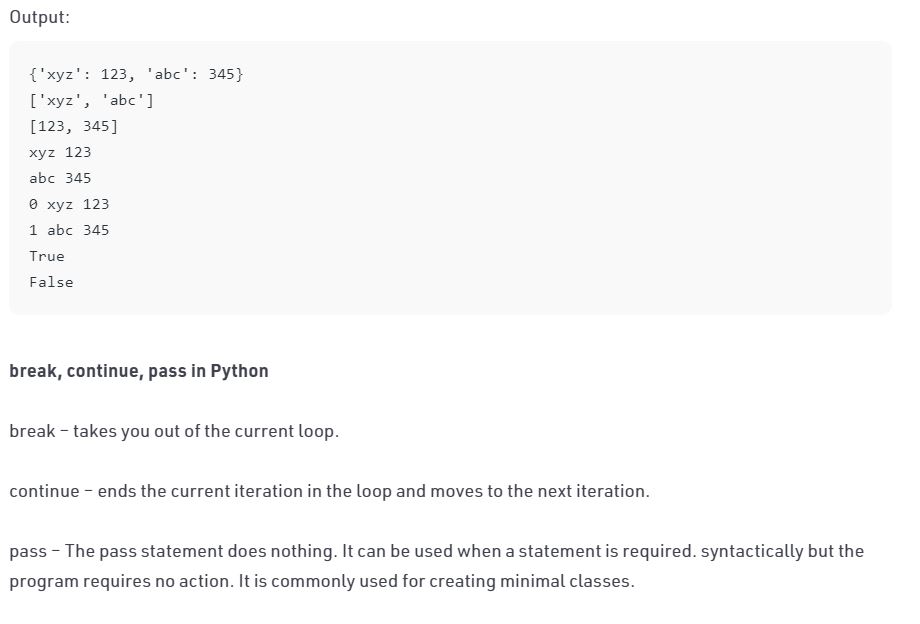 Output:
{'xyz': 123, 'abc': 345}
['xyz', 'abc']
[123, 345]
xyz 123
abc 345
0 xyz 123
1 abc 345
True
False
break, continue, pass in Python
break – takes you out of the current loop.
continue – ends the current iteration in the loop and moves to the next iteration.
pass – The pass statement does nothing. It can be used when a statement is required. syntactically but the
program requires no action. It is commonly used for creating minimal classes.